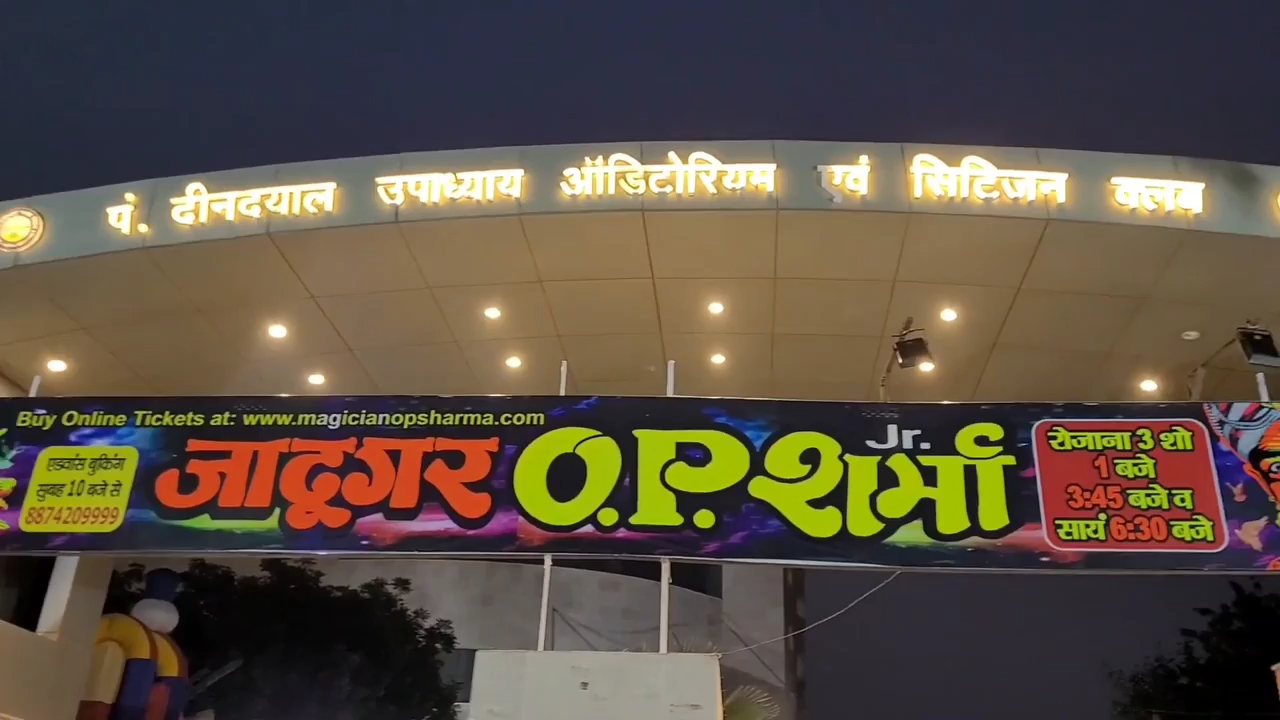 पं. दीनदयाल उपाध्याय ऑडिटोरियम एवं सिटिजन क्लब
Buy Online Tickets at: www.magicianopsharma.com
एडवांस बुकिंग
सुबह 10 बजे से
8874209999
जादूगर O.P. शर्मा Jr.
रोजाना 3 शो
1 बजे
3:45 बजे व
सायं 6:30 बजे